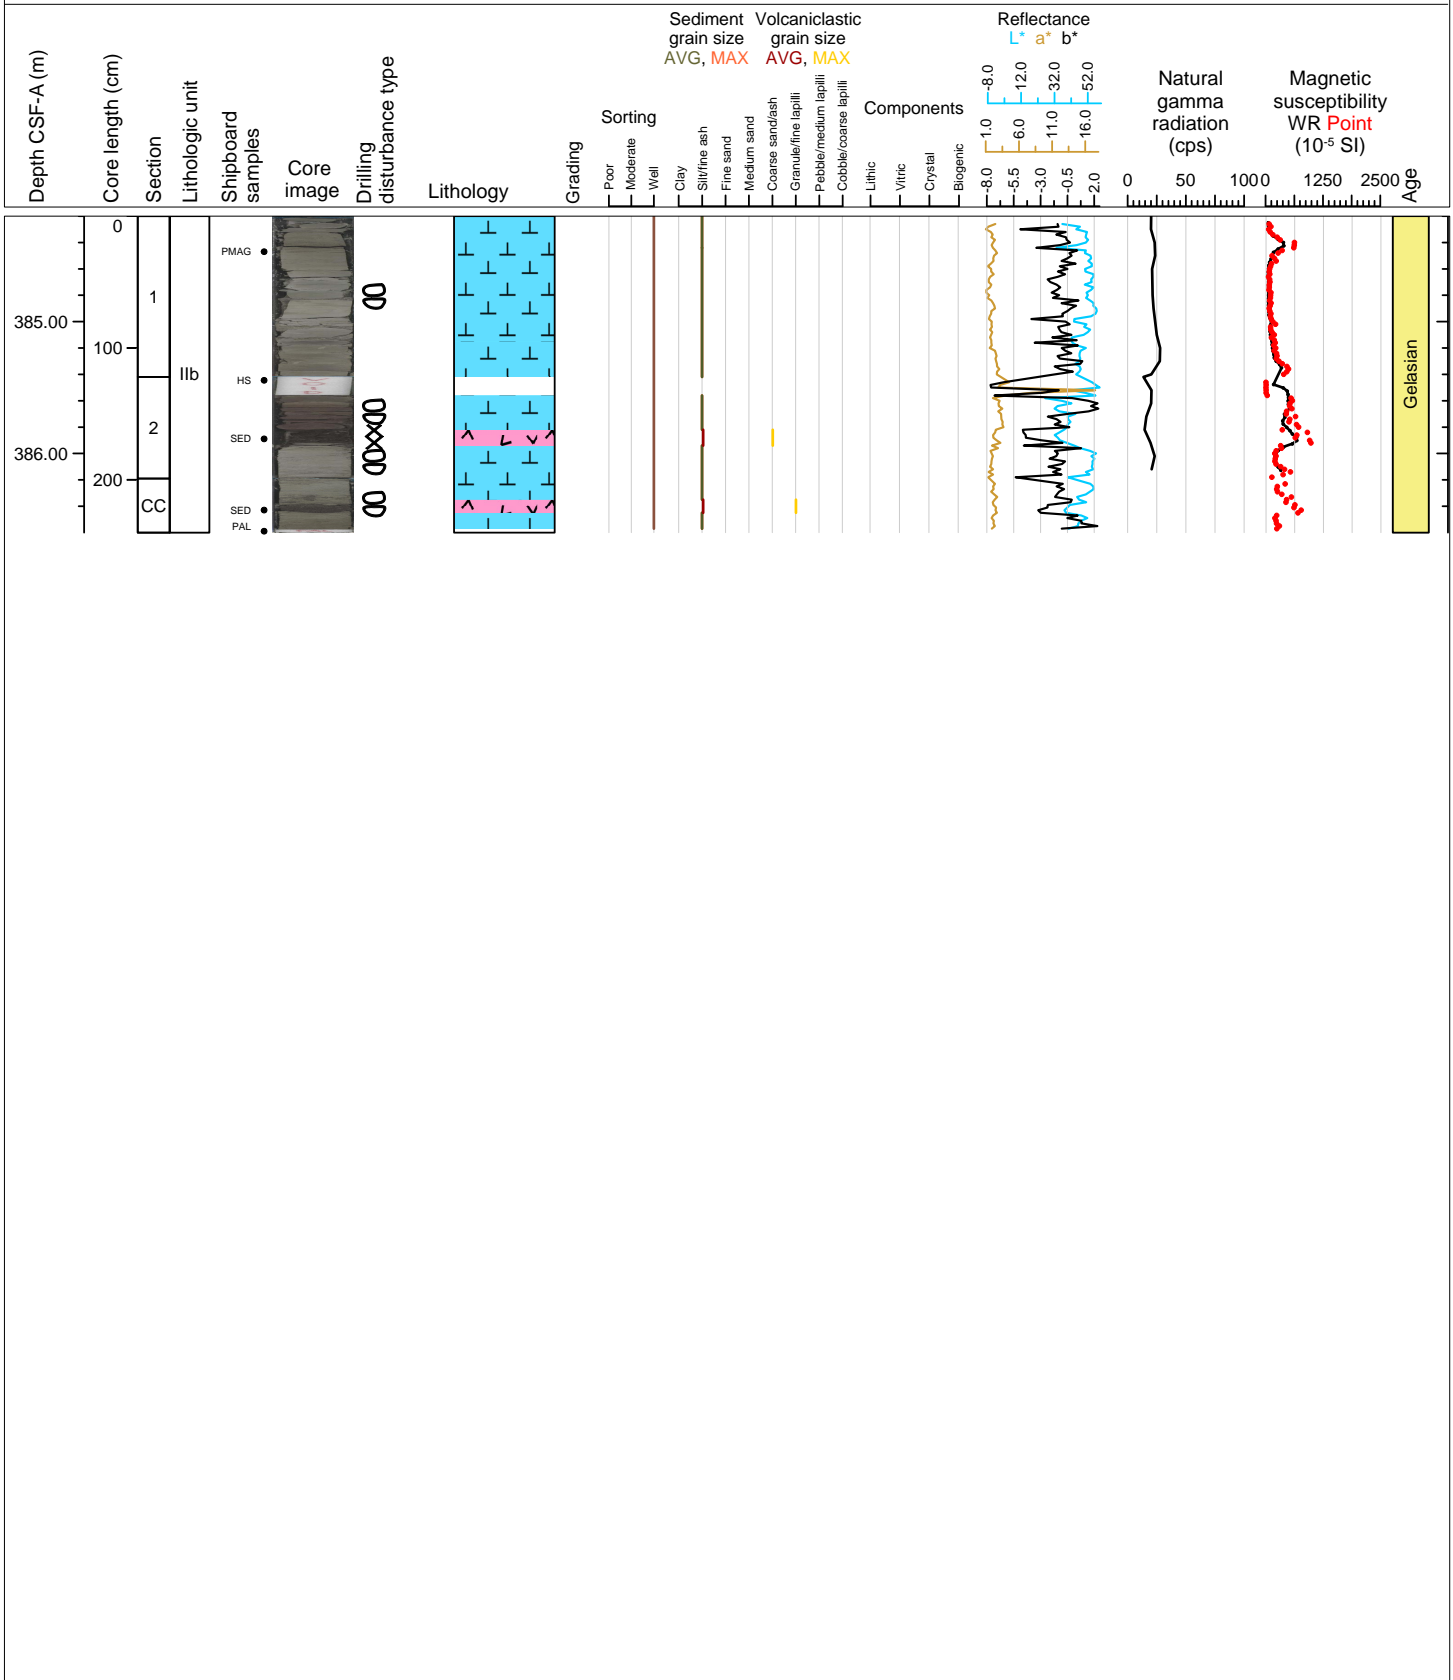 Depth CSF-A (m)
Core length (cm)
Section
Lithologic unit
Shipboard
samples
Core
image
Drilling
disturbance type
Lithology
Grading
Sorting
Poor
Moderate
Well
Sediment
grain size
AVG, MAX
Volcaniclastic
grain size
AVG, MAX
Clay
Silt/fine ash
Fine sand
Medium sand
Coarse sand/ash
Granule/fine lapilli
Pebble/medium lapilli
Cobble/coarse lapilli
Components
Lithic
Vitric
Crystal
Biogenic
Reflectance
L* a* b*
-8.0 12.0 32.0 52.0
1.0 6.0 11.0 16.0
-8.0 -5.5 -3.0 -0.5 2.0
Natural
gamma
radiation
(cps)
0 50 100
Magnetic
susceptibility
WR Point
(10⁻⁵ SI)
0 1250 2500
Age
0
100
200
385.00
386.00
1
2
CC
IIb
PMAG
HS
SED
SED
PAL
Gelasian